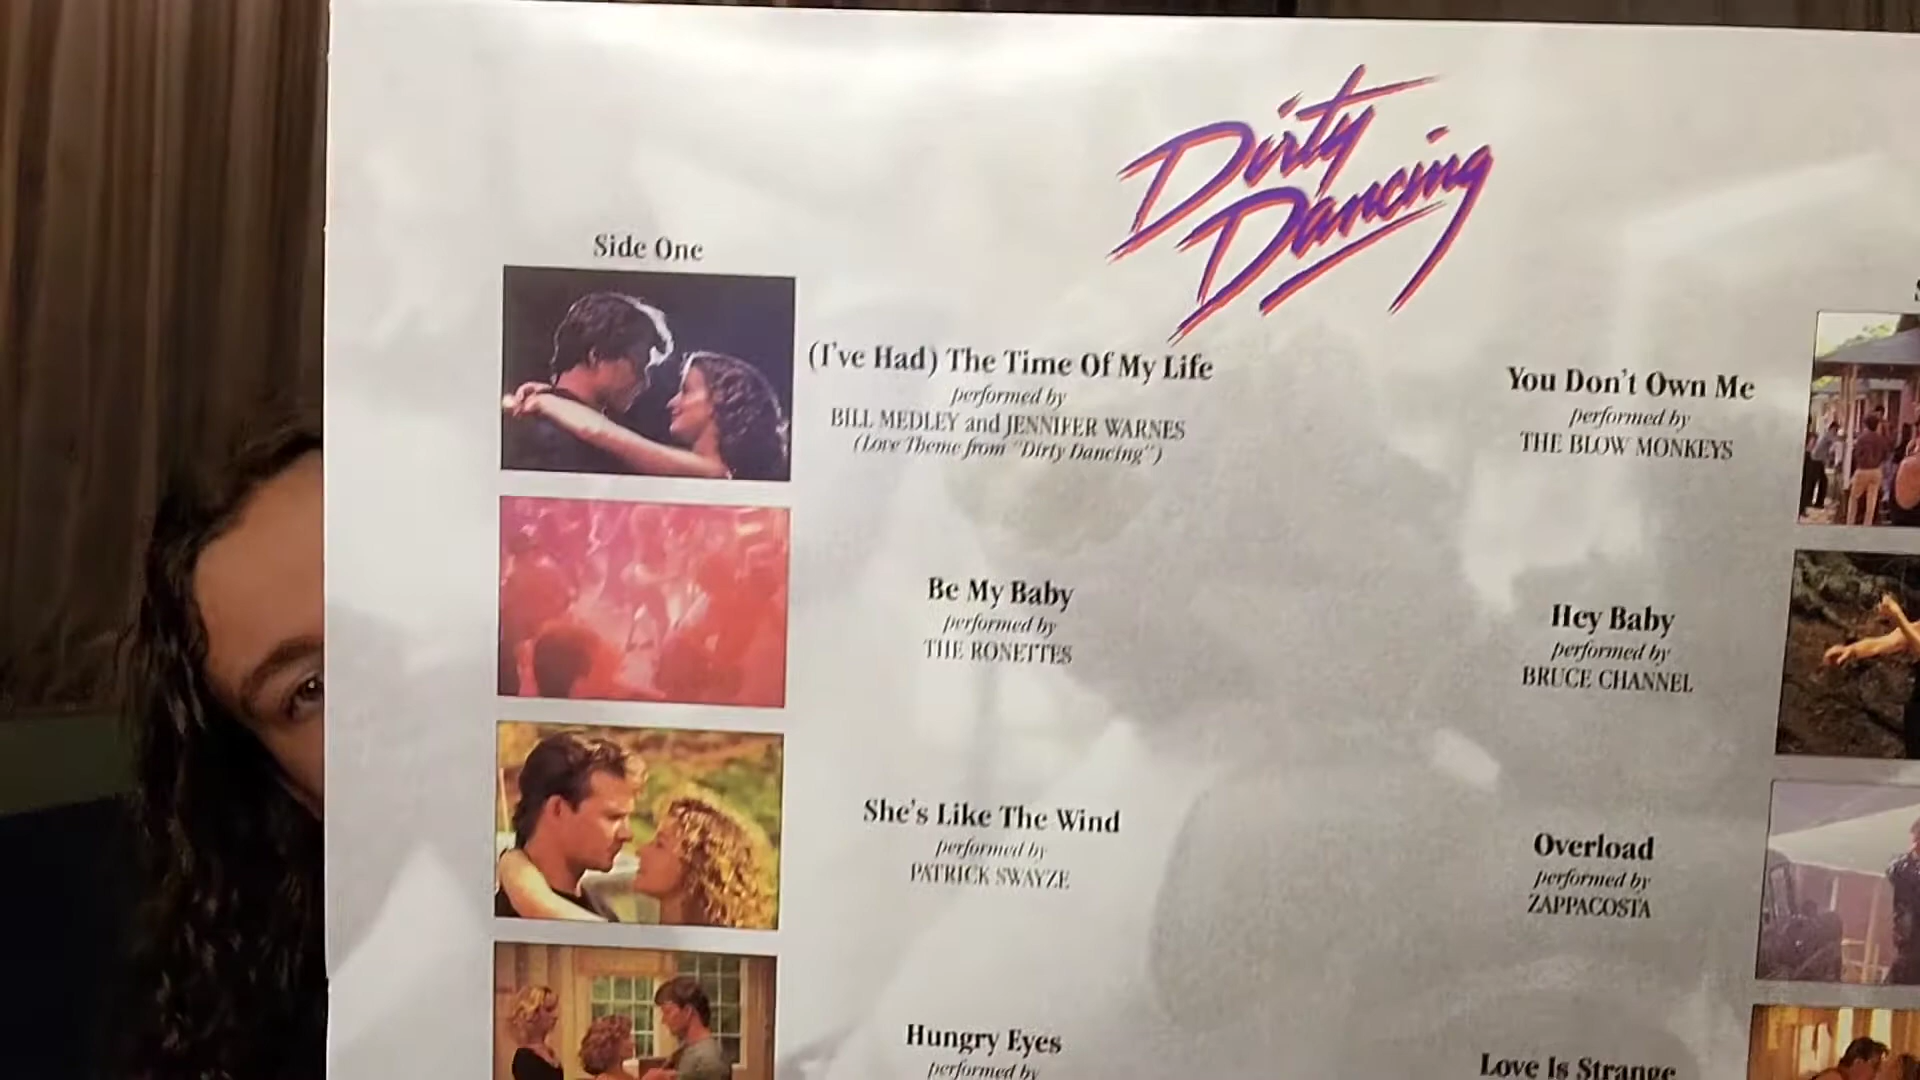 Dirty
Dancing
Side One
(I've Had) The Time Of My Life
performed by
BILL MEDLEY and JENNIFER WARNES
(Love Theme from "Dirty Dancing")
Be My Baby
performed by
THE RONETTES
She's Like The Wind
performed by
PATRICK SWAYZE
Hungry Eyes
performed by
You Don't Own Me
performed by
THE BLOW MONKEYS
Hey Baby
performed by
BRUCE CHANNEL
Overload
performed by
ZAPPACOSTA
Love Is Strange